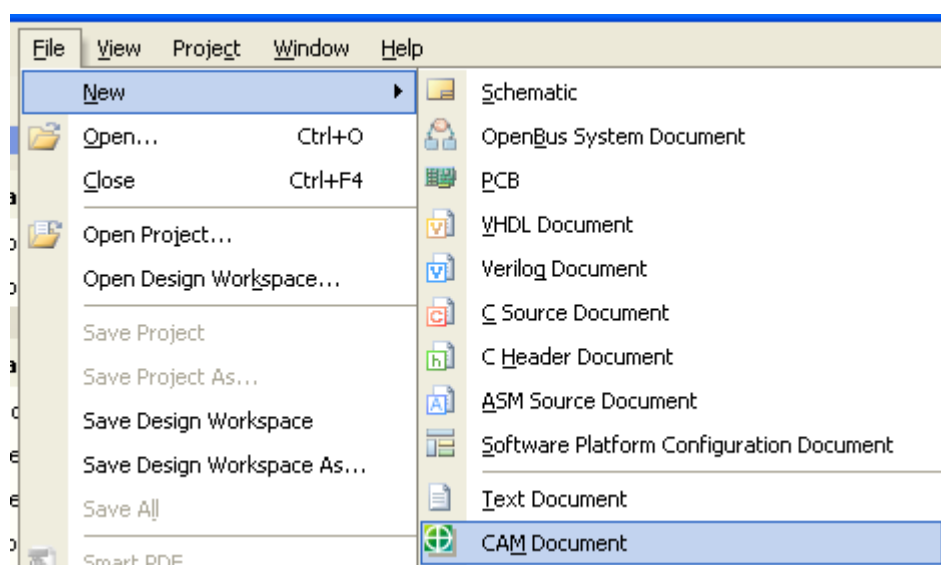 File View Project Window Help
New
Open... Ctrl+O
Close Ctrl+F4
Open Project...
Open Design Workspace...
Save Project
Save Project As...
Save Design Workspace
Save Design Workspace As...
Save All
Smart PDF
Schematic
OpenBus System Document
PCB
VHDL Document
Verilog Document
C Source Document
C Header Document
ASM Source Document
Software Platform Configuration Document
Text Document
CAM Document